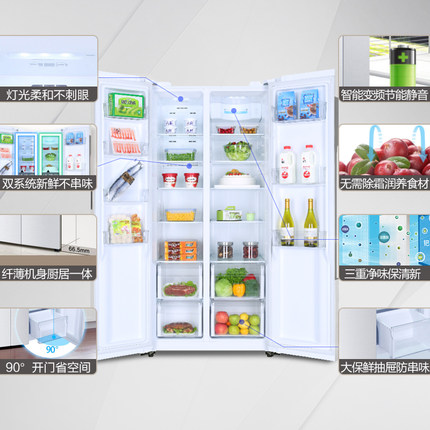 灯光柔和不刺眼
智能变频节能静音
双系统新鲜不串味
无需除霜润养食材
66.5mm
纤薄机身厨居一体
三重净味保清新
90°
90° 开门省空间
大保鲜抽屉防串味